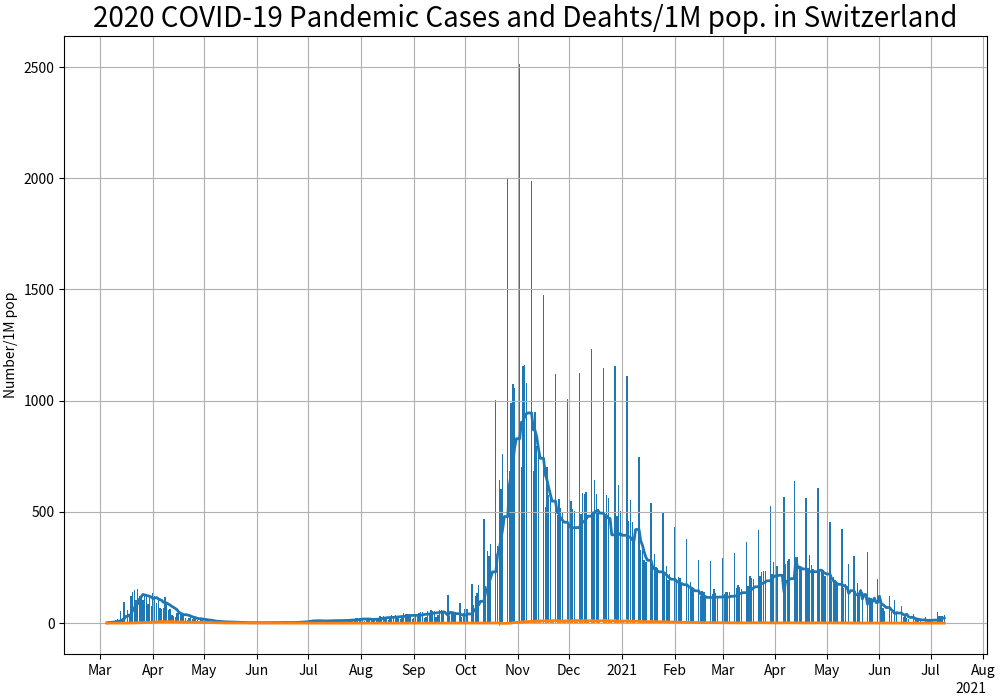 2020 COVID-19 Pandemic Cases and Deahts/1M pop. in Switzerland
Number/1M pop
2500
2000
1500
1000
500
0
Mar Apr May Jun Jul Aug Sep Oct Nov Dec 2021 Feb Mar Apr May Jun Jul Aug
2021